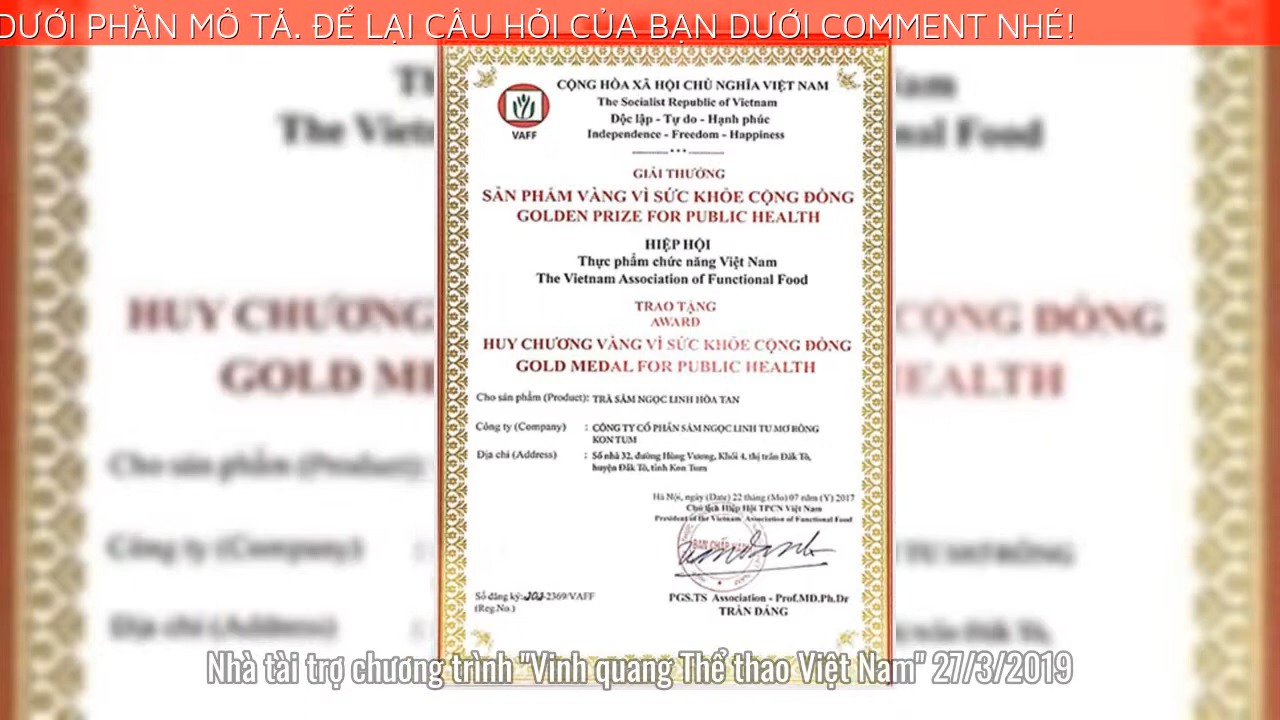 DƯỚI PHẦN MÔ TẢ. ĐỂ LẠI CÂU HỎI CỦA BẠN DƯỚI COMMENT NHÉ!
CỘNG HÒA XÃ HỘI CHỦ NGHĨA VIỆT NAM
The Socialist Republic of Vietnam
Độc lập - Tự do - Hạnh phúc
Independence - Freedom - Happiness
VAFF
GIẢI THƯỞNG
SẢN PHẨM VÀNG VÌ SỨC KHỎE CỘNG ĐỒNG
GOLDEN PRIZE FOR PUBLIC HEALTH
HIỆP HỘI
Thực phẩm chức năng Việt Nam
The Vietnam Association of Functional Food
TRAO TẶNG
AWARD
HUY CHƯƠNG VÀNG VÌ SỨC KHỎE CỘNG ĐỒNG
GOLD MEDAL FOR PUBLIC HEALTH
Cho sản phẩm (Product): TRÀ SÂM NGỌC LINH HÒA TAN
Công ty (Company) : CÔNG TY CỔ PHẦN SÂM NGỌC LINH TU MƠ RÔNG
KON TUM
Địa chỉ (Address) : Số nhà 32, đường Hùng Vương, Khối 4, thị trấn Đăk Tô,
huyện Đăk Tô, tỉnh Kon Tum
Hà Nội, ngày (Date) 22 tháng (Mo) 07 năm (Y) 2017
Chủ tịch Hiệp Hội TPCN Việt Nam
President of the Vietnam Association of Functional Food
BAN CHẤP HÀNH
Số đăng ký: 2369/VAFF
(Reg.No.)
PGS.TS Association - Prof.MD.Ph.Dr
TRẦN ĐÁNG
Nhà tài trợ chương trình "Vinh quang Thể thao Việt Nam" 27/3/2019